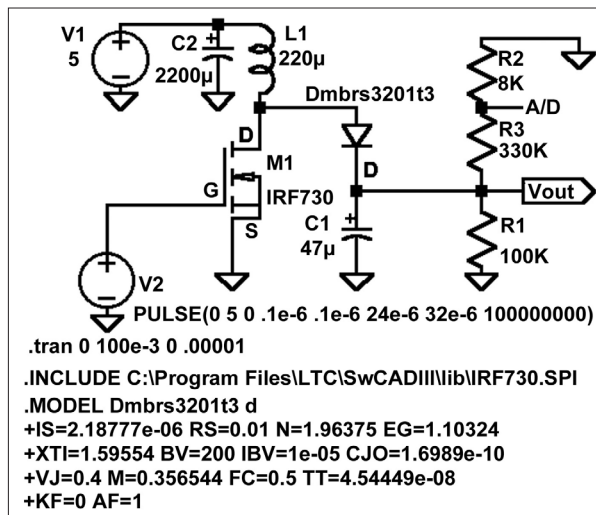 V1
5
C2
2200µ
L1
220µ
Dmbrs3201t3
R2
8K
A/D
R3
330K
D
M1
G
IRF730
S
D
C1
47µ
Vout
R1
100K
V2
PULSE(0 5 0 .1e-6 .1e-6 24e-6 32e-6 100000000)
.tran 0 100e-3 0 .00001
.INCLUDE C:\Program Files\LTC\SwCADIII\lib\IRF730.SPI
.MODEL Dmbrs3201t3 d
+IS=2.18777e-06 RS=0.01 N=1.96375 EG=1.10324
+XTI=1.59554 BV=200 IBV=1e-05 CJO=1.6989e-10
+VJ=0.4 M=0.356544 FC=0.5 TT=4.54449e-08
+KF=0 AF=1